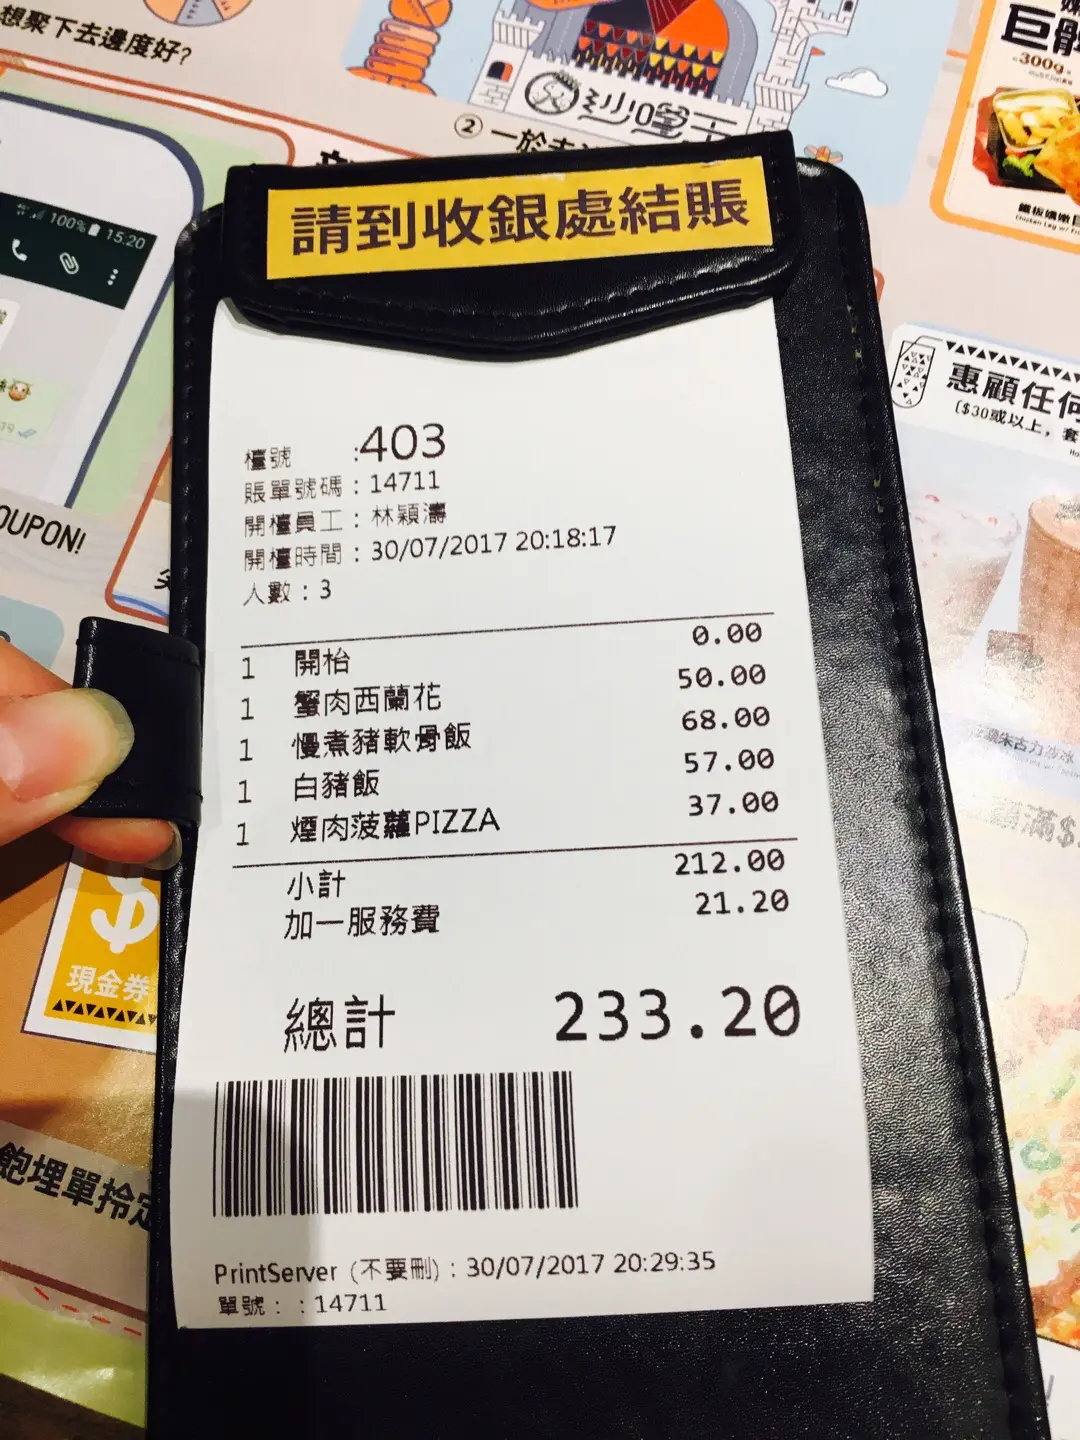 想聚下去邊度好?
② 一於去
巨
300g
100% 15:20
請到收銀處結賬
惠顧任何
($30或以上，套
OUPON!
檯號 :403
賬單號碼：14711
開檯員工：林穎濤
開檯時間：30/07/2017 20:18:17
人數：3
1 開枱 0.00
1 蟹肉西蘭花 50.00
1 慢煮豬軟骨飯 68.00
1 白豬飯 57.00
1 煙肉菠蘿PIZZA 37.00
小計 212.00
加一服務費 21.20
總計 233.20
現金券
飽埋單拎定
PrintServer (不要刪)：30/07/2017 20:29:35
單號：：14711